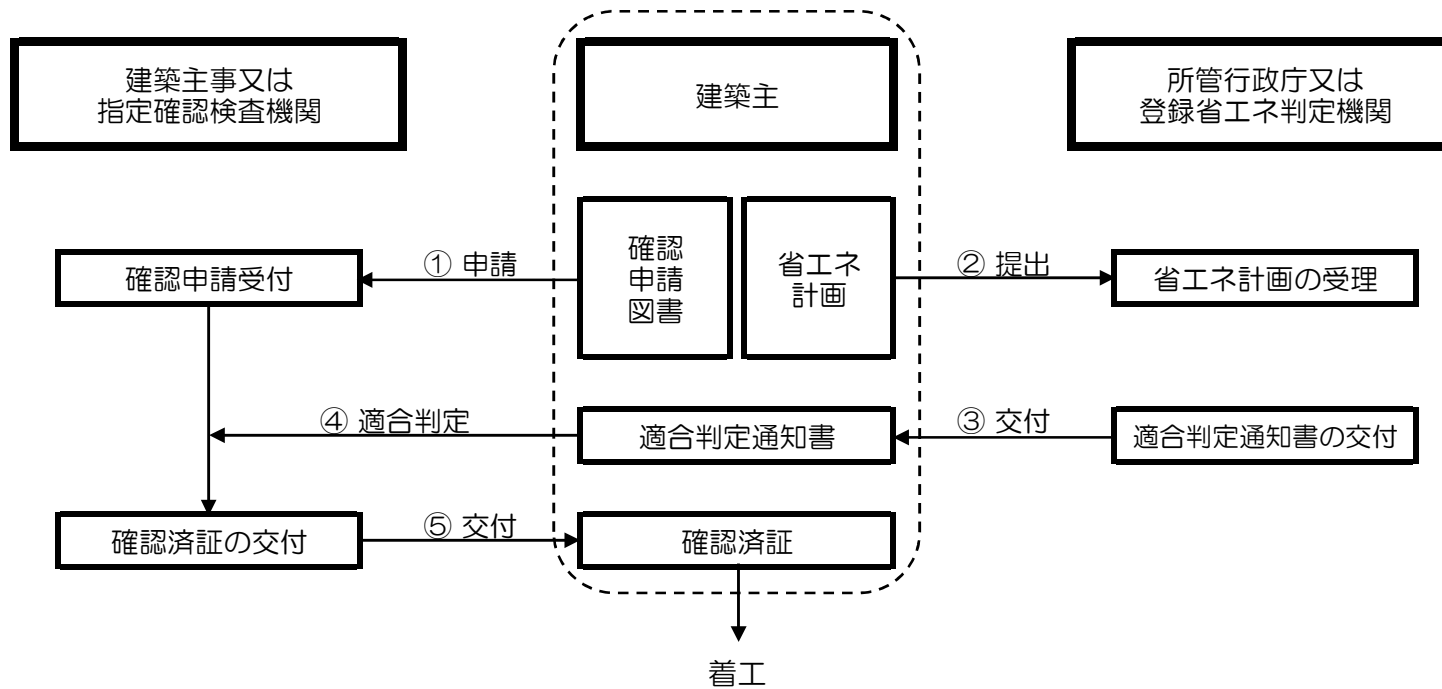 建築主事又は
指定確認検査機関
建築主
所管行政庁又は
登録省エネ判定機関
確認
申請
図書
省エネ
計画
① 申請
② 提出
確認申請受付
省エネ計画の受理
④ 適合判定
適合判定通知書
③ 交付
適合判定通知書の交付
確認済証の交付
⑤ 交付
確認済証
着工